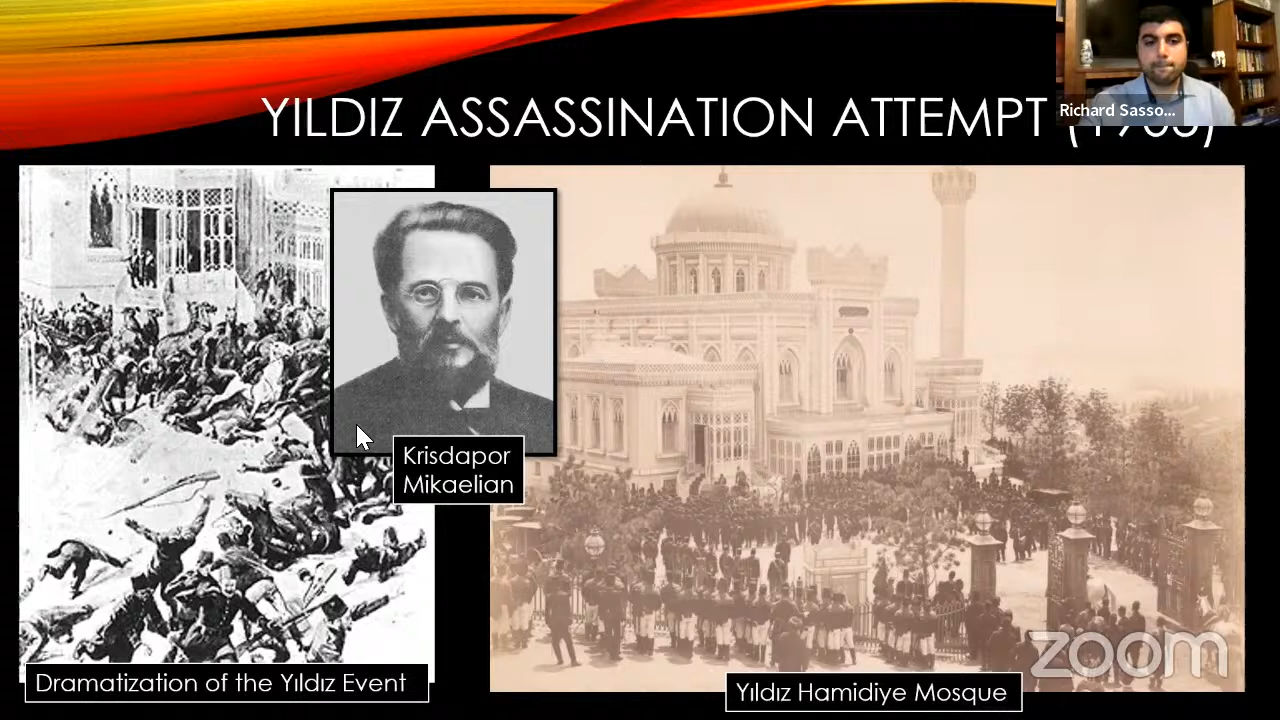 Richard Sasso...
YILDIZ ASSASSINATION ATTEMPT
Krisdapor
Mikaelian
Dramatization of the Yıldız Event
Yıldız Hamidiye Mosque
zoom